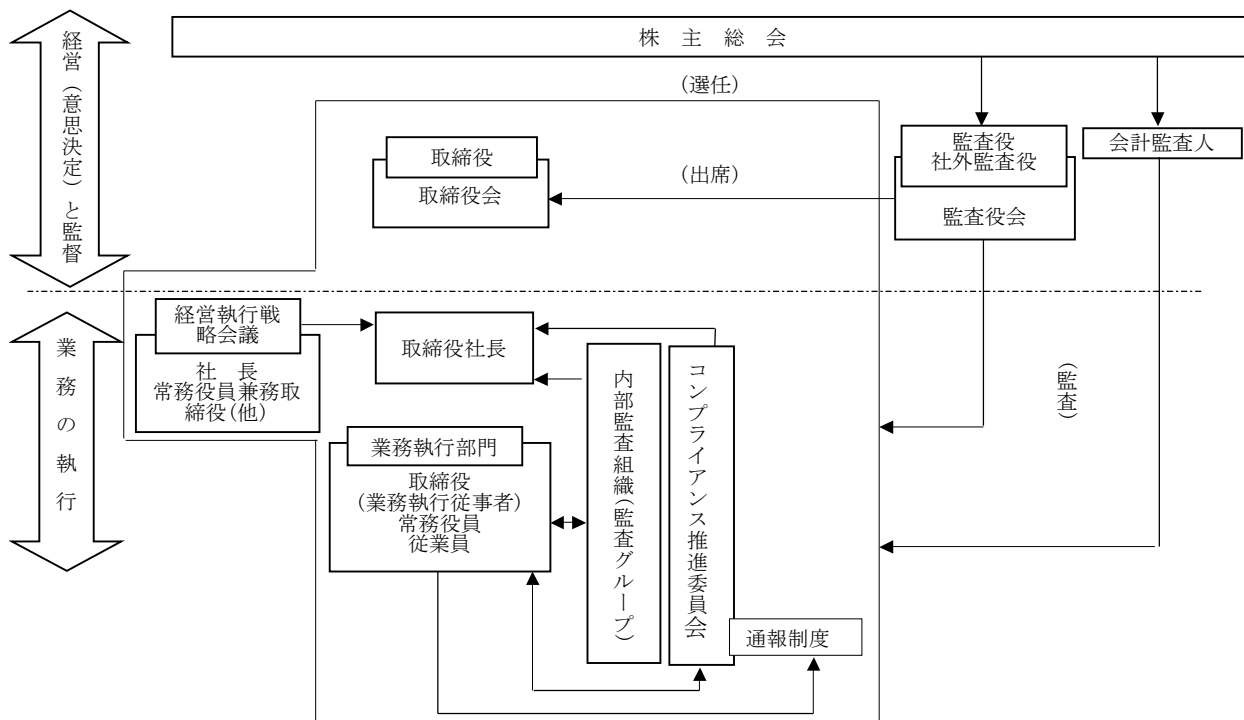 株 主 総 会
経営（意思決定）と監督
(選任)
取締役
取締役会
(出席)
監査役
社外監査役
監査役会
会計監査人
業務の執行
経営執行戦
略会議
社 長
常務役員兼務取
締役(他)
取締役社長
業務執行部門
取締役
(業務執行従事者)
常務役員
従業員
内部監査組織（監査グループ）
コンプライアンス推進委員会
通報制度
（監査）